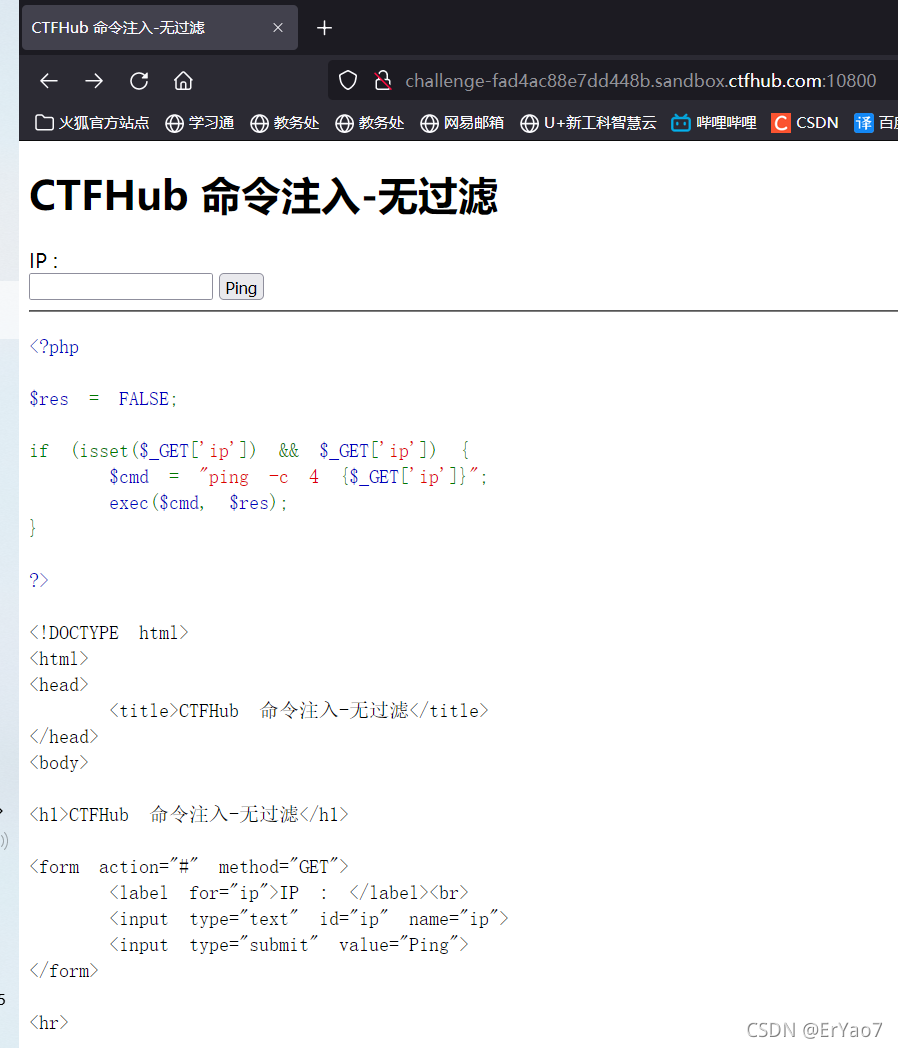 CTFHub 命令注入-无过滤
challenge-fad4ac88e7dd448b.sandbox.ctfhub.com:10800
火狐官方站点 学习通 教务处 教务处 网易邮箱 U+新工科智慧云 哔哩哔哩 C CSDN 译 百度
CTFHub 命令注入-无过滤
IP :
Ping
<?php
$res = FALSE;
if (isset($_GET['ip']) && $_GET['ip']) {
$cmd = "ping -c 4 {$_GET['ip']}";
exec($cmd, $res);
}
?>
<!DOCTYPE html>
<html>
<head>
<title>CTFHub 命令注入-无过滤</title>
</head>
<body>
<h1>CTFHub 命令注入-无过滤</h1>
<form action="#" method="GET">
<label for="ip">IP : </label><br>
<input type="text" id="ip" name="ip">
<input type="submit" value="Ping">
</form>
5
<hr>
CSDN @ErYao7